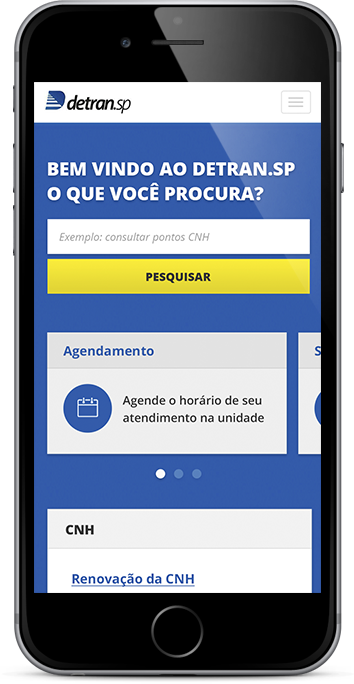 detran.sp
BEM VINDO AO DETRAN.SP
O QUE VOCÊ PROCURA?
Exemplo: consultar pontos CNH
PESQUISAR
Agendamento
S
Agende o horário de seu
atendimento na unidade
CNH
Renovação da CNH